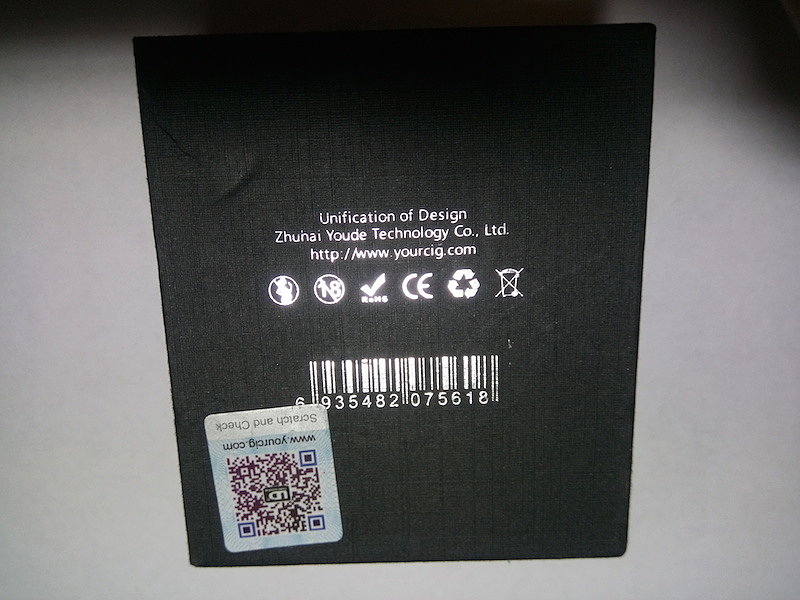 Unification of Design
Zhuhai Youde Technology Co., Ltd.
http://www.yourcig.com
18
RoHS
CE
6 935482 075618
Scratch and Check
www.yourcig.com